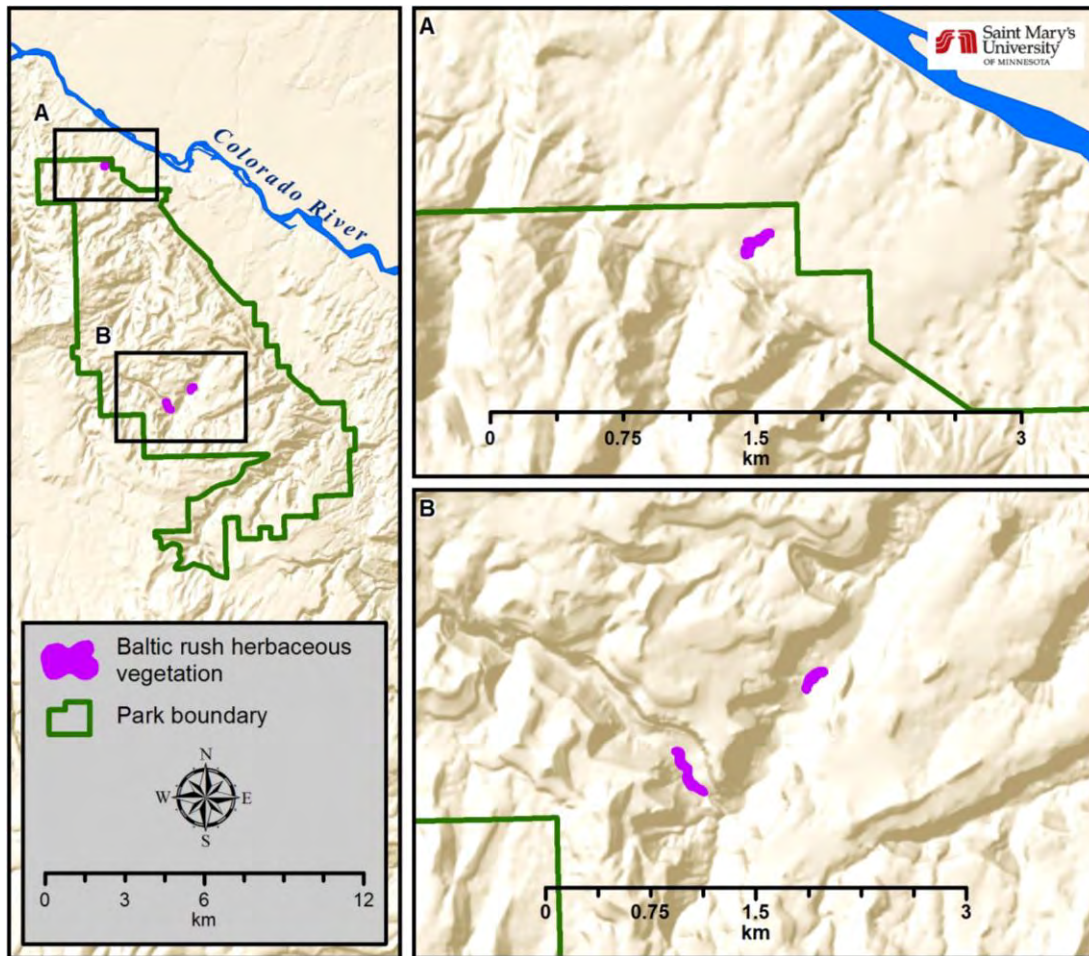 A
Colorado River
B
Baltic rush herbaceous
vegetation
Park boundary
N
W E
S
0 3 6 12
km
A
Saint Mary's
University
OF MINNESOTA
0 0.75 1.5 3
km
B
0 0.75 1.5 3
km